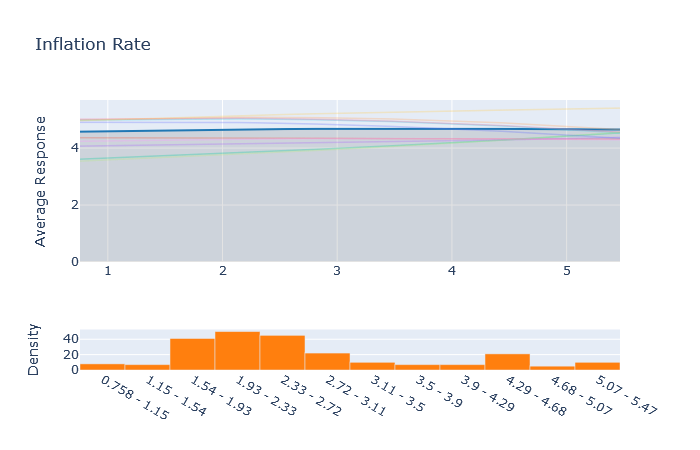 Inflation Rate
Average Response
4
2
0
1 2 3 4 5
Density
40
20
0
0.758 - 1.15
1.15 - 1.54
1.54 - 1.93
1.93 - 2.33
2.33 - 2.72
2.72 - 3.11
3.11 - 3.5
3.5 - 3.9
3.9 - 4.29
4.29 - 4.68
4.68 - 5.07
5.07 - 5.47